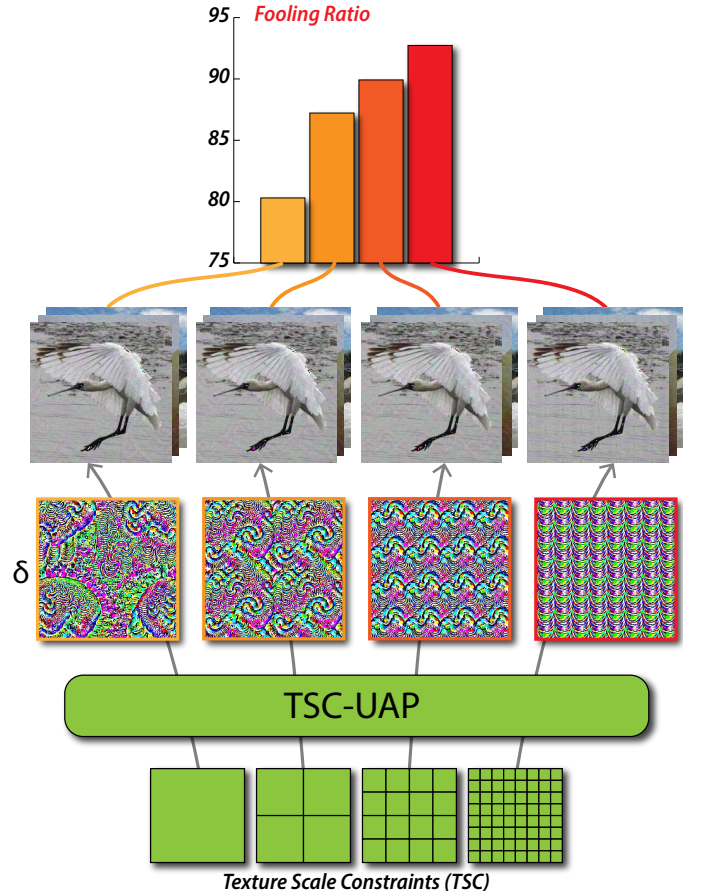 Fooling Ratio
95
90
85
80
75
δ
TSC-UAP
Texture Scale Constraints (TSC)